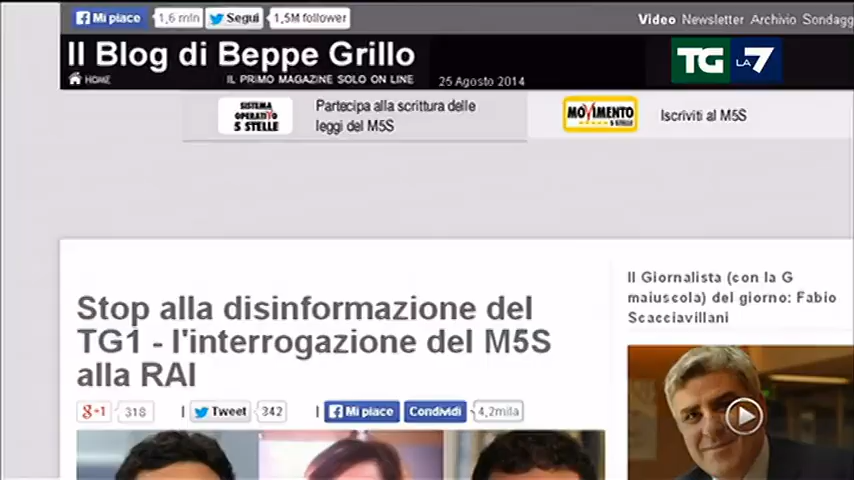 Mi piace 1,6 mln Segui 1,5M follower
Video Newsletter Archivio Sondagg
Il Blog di Beppe Grillo
TG LA7
HOME IL PRIMO MAGAZINE SOLO ON LINE 25 Agosto 2014
SISTEMA
OPERATIVO
5 STELLE
Partecipa alla scrittura delle
leggi del M5S
MOVIMENTO
5 STELLE
Iscriviti al M5S
Stop alla disinformazione del
TG1 - l'interrogazione del M5S
alla RAI
g+1 318 Tweet 342 Mi piace Condividi 4,2mila
Il Giornalista (con la G
maiuscola) del giorno: Fabio
Scacciavillani